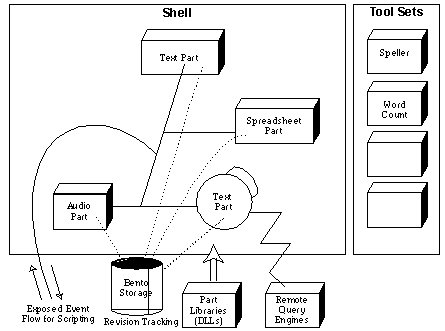 Shell
Tool Sets
Text Part
Speller
Spreadsheet
Part
Word
Count
Audio
Part
Text
Part
Bento
Storage
Revision Tracking
Exposed Event
Flow for Scripting
Part
Libraries
(DLLs)
Remote
Query
Engines